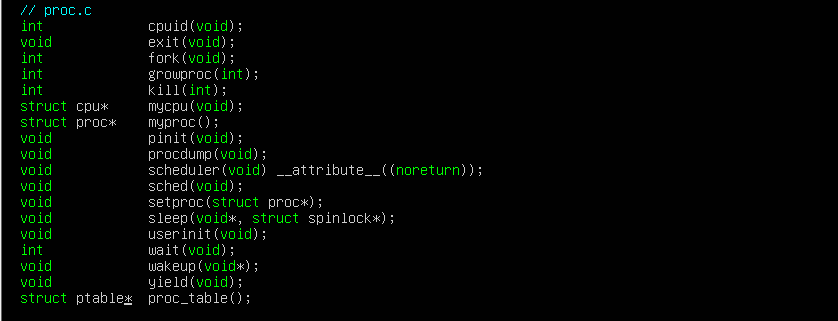 // proc.c
int             cpuid(void);
void            exit(void);
int             fork(void);
int             growproc(int);
int             kill(int);
struct cpu*     mycpu(void);
struct proc*    myproc();
void            pinit(void);
void            procdump(void);
void            scheduler(void) __attribute__((noreturn));
void            sched(void);
void            setproc(struct proc*);
void            sleep(void*, struct spinlock*);
void            userinit(void);
int             wait(void);
void            wakeup(void*);
void            yield(void);
struct ptable*  proc_table();